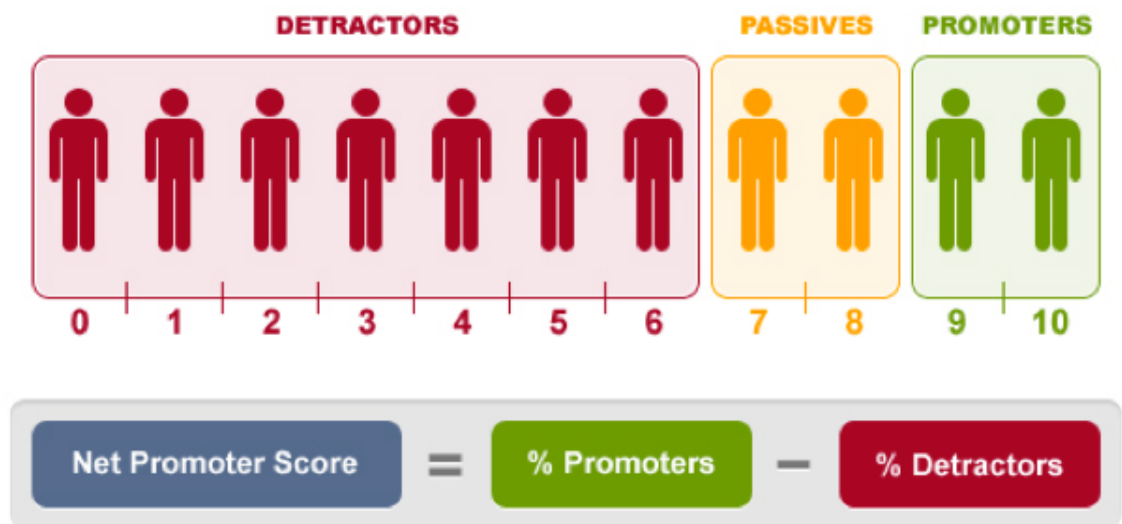 DETRACTORS PASSIVES PROMOTERS
0 1 2 3 4 5 6 7 8 9 10
Net Promoter Score = % Promoters – % Detractors